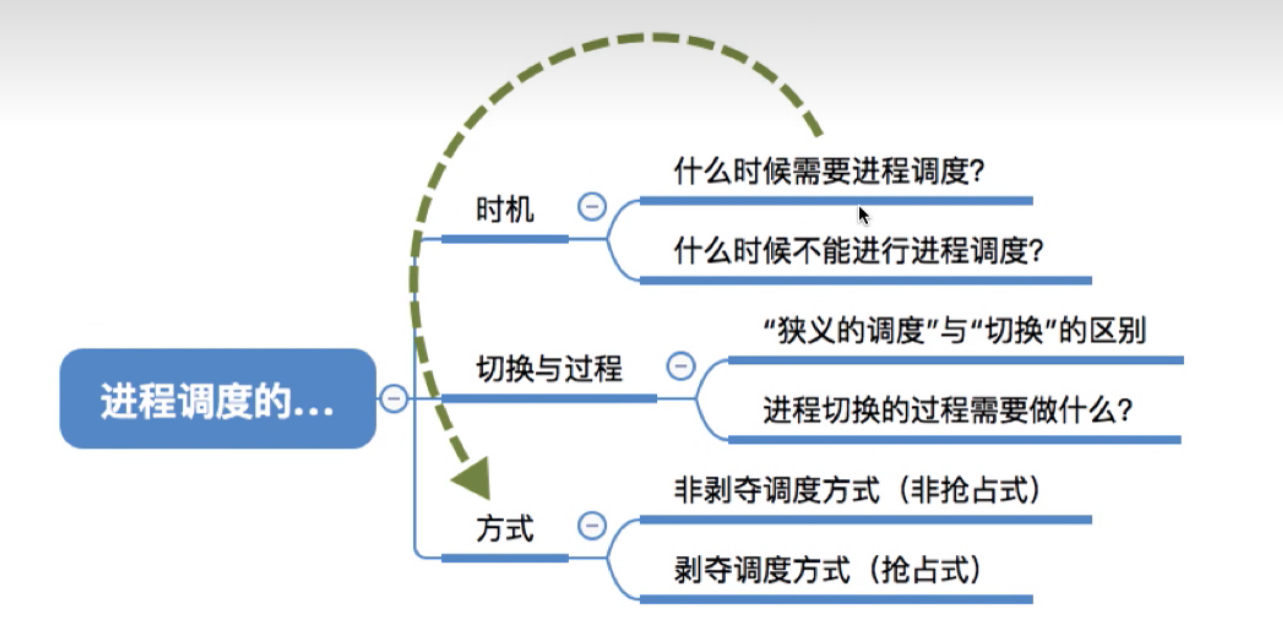 什么时候需要进程调度?
时机
什么时候不能进行进程调度?
“狭义的调度”与“切换”的区别
切换与过程
进程调度的...
进程切换的过程需要做什么?
非剥夺调度方式（非抢占式）
方式
剥夺调度方式（抢占式）